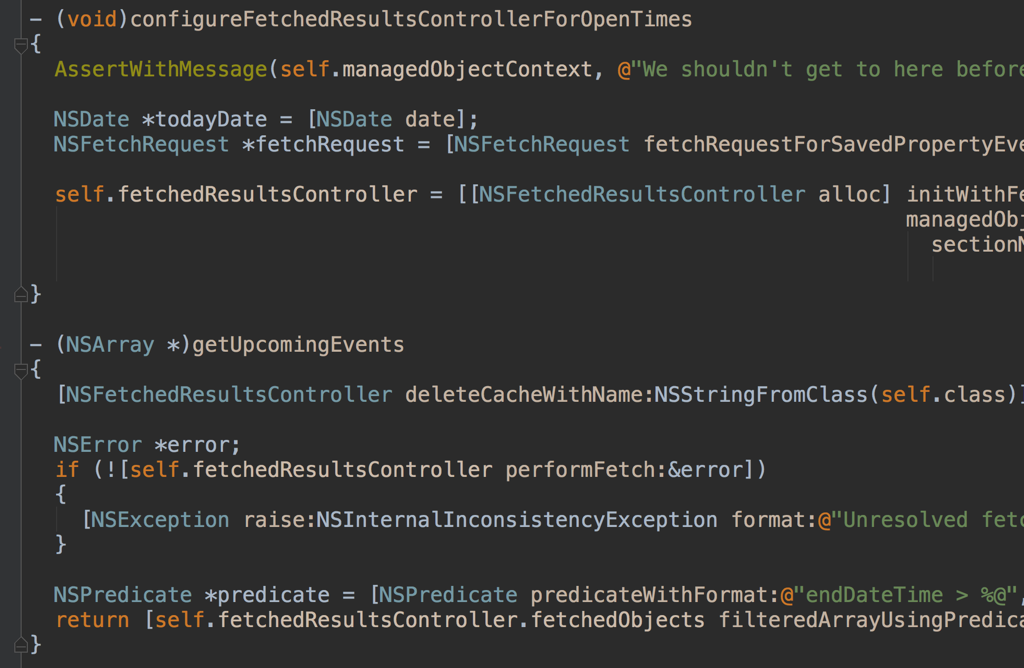 - (void)configureFetchedResultsControllerForOpenTimes
{
AssertWithMessage(self.managedObjectContext, @"We shouldn't get to here before
NSDate *todayDate = [NSDate date];
NSFetchRequest *fetchRequest = [NSFetchRequest fetchRequestForSavedPropertyEve
self.fetchedResultsController = [[NSFetchedResultsController alloc] initWithFe
managedObj
sectionN
}
- (NSArray *)getUpcomingEvents
{
[NSFetchedResultsController deleteCacheWithName:NSStringFromClass(self.class)]
NSError *error;
if (![self.fetchedResultsController performFetch:&error])
{
[NSException raise:NSInternalInconsistencyException format:@"Unresolved fetc
}
NSPredicate *predicate = [NSPredicate predicateWithFormat:@"endDateTime > %@",
return [self.fetchedResultsController.fetchedObjects filteredArrayUsingPredica
}